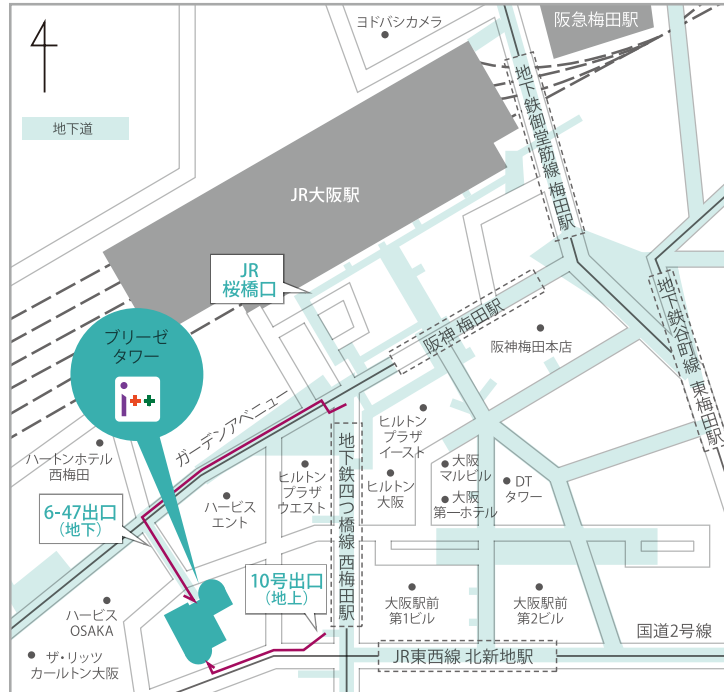 ヨドバシカメラ
阪急梅田駅
地下道
地下鉄御堂筋線 梅田駅
JR大阪駅
JR
桜橋口
地下鉄谷町線 東梅田駅
阪神 梅田駅
阪神梅田本店
ブリーゼ
タワー
i++
ガーデンアベニュー
ハートンホテル
西梅田
ヒルトン
プラザ
イースト
地下鉄四つ橋線 西梅田駅
ヒルトン
プラザ
ウエスト
ヒルトン
大阪
大阪
マルビル
大阪
第一ホテル
DT
タワー
ハービス
エント
6-47出口
(地下)
10号出口
(地上)
ハービス
OSAKA
大阪駅前
第1ビル
大阪駅前
第2ビル
国道2号線
ザ・リッツ
カールトン大阪
JR東西線 北新地駅